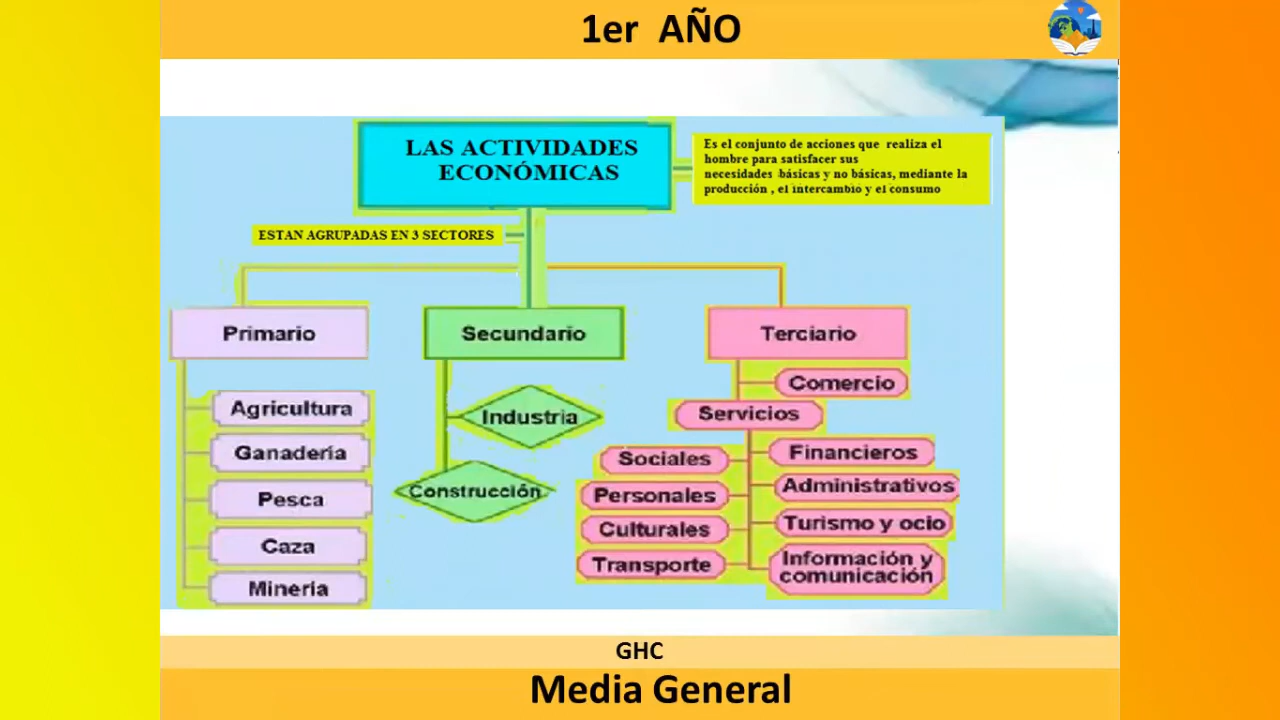 1er AÑO
LAS ACTIVIDADES
ECONÓMICAS
Es el conjunto de acciones que realiza el
hombre para satisfacer sus
necesidades básicas y no básicas, mediante la
producción , el intercambio y el consumo
ESTAN AGRUPADAS EN 3 SECTORES
Primario
Secundario
Terciario
Agricultura
Ganadería
Pesca
Caza
Minería
Industria
Construcción
Comercio
Servicios
Sociales
Personales
Culturales
Transporte
Financieros
Administrativos
Turismo y ocio
Información y
comunicación
GHC
Media General